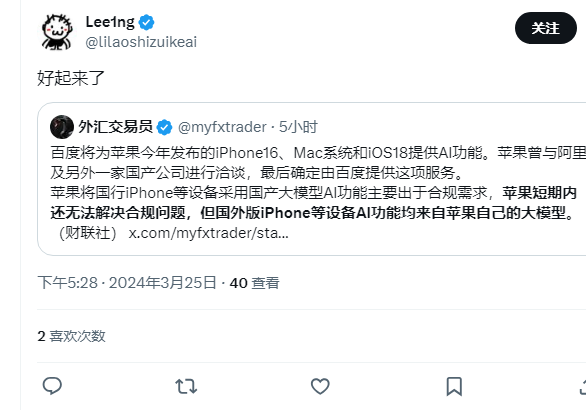 Lee1ng
@lilaoshizuikeai
关注
好起来了
外汇交易员 @myfxtrader · 5小时
百度将为苹果今年发布的iPhone16、Mac系统和iOS18提供AI功能。苹果曾与阿里
及另外一家国产公司进行洽谈，最后确定由百度提供这项服务。
苹果将国行iPhone等设备采用国产大模型AI功能主要出于合规需求，苹果短期内
还无法解决合规问题，但国外版iPhone等设备AI功能均来自苹果自己的大模型。
（财联社） x.com/myfxtrader/sta…
下午5:28 · 2024年3月25日 · 40 查看
2 喜欢次数